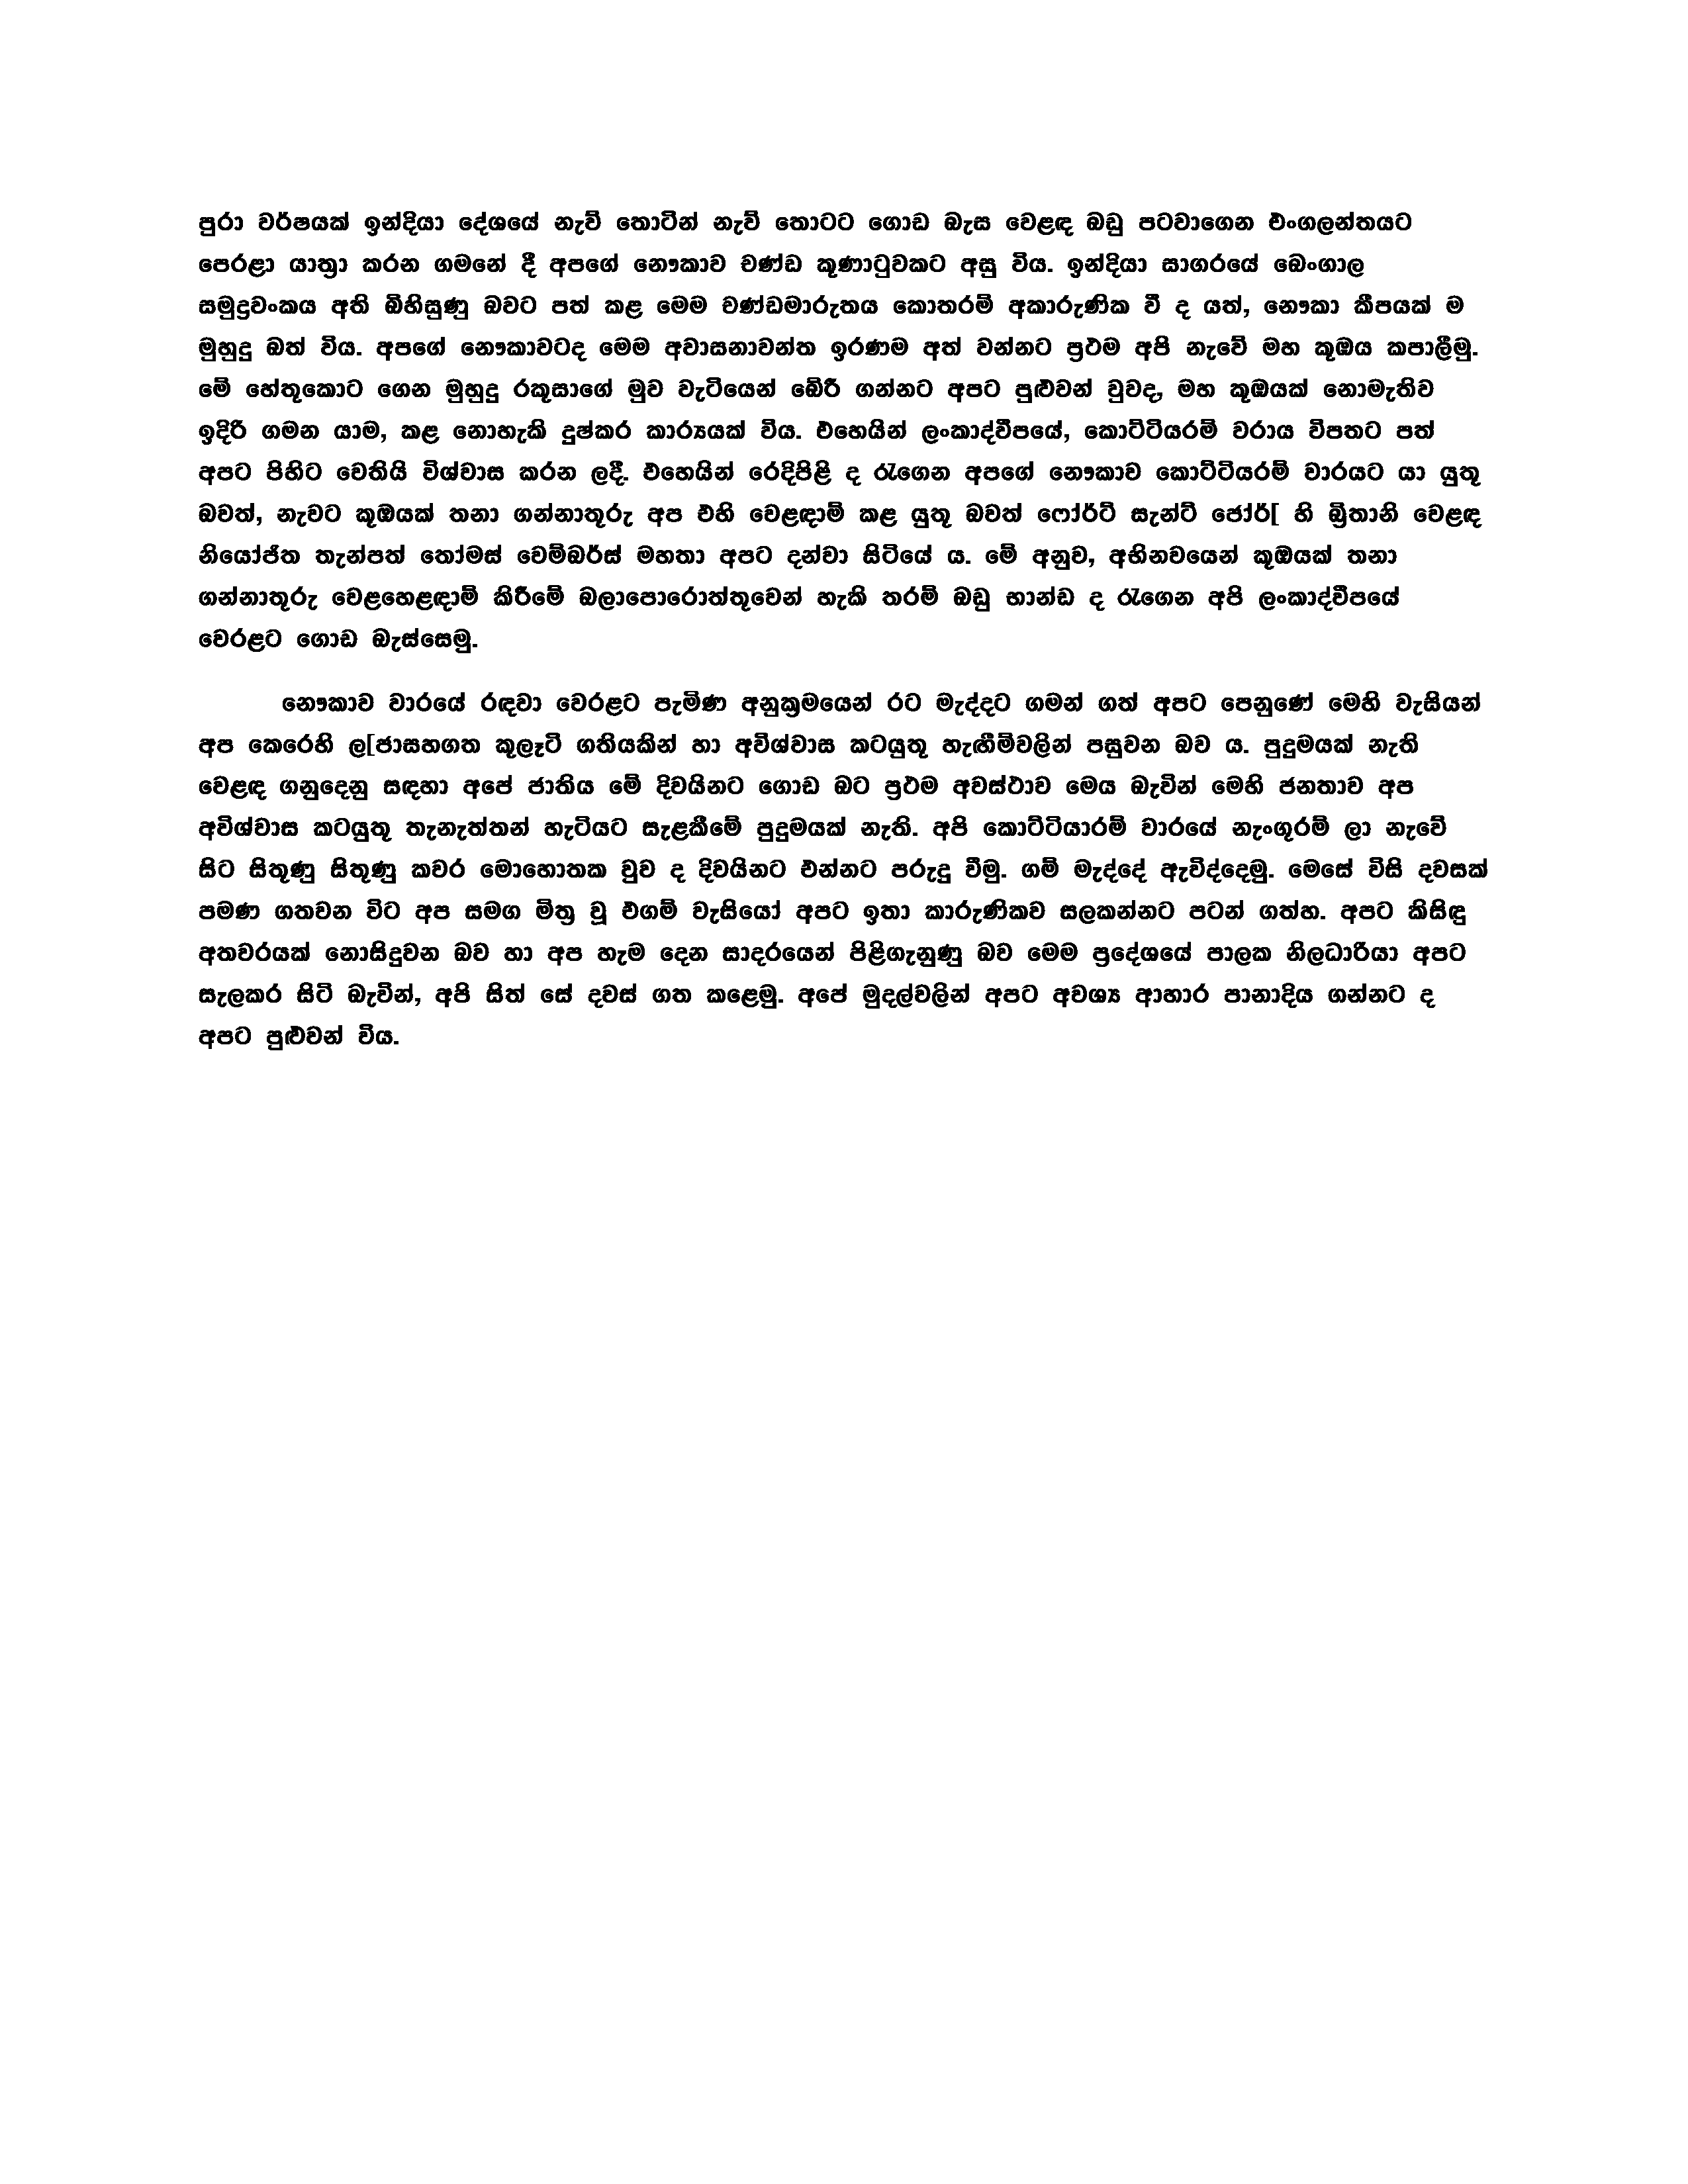 පුරා වර්ෂයක් ඉන්දියා දේශයේ නැව් තොටින් නැව් තොටට ගොඩ බැස වෙළඳ ඔඩු පටවාගෙන එංගලන්තයට
පෙරළා යාත්‍රා කරන ගමනේ දී අපගේ නෞකාව චණ්ඩ කුණාටුවකට අසු විය. ඉන්දියා සාගරයේ බෙංගාල
සමුද්‍රවංකය අති බිහිසුණු බවට පත් කළ මෙම චණ්ඩමාරුතය කොතරම් අකාරුණික වී ද යත්, නෞකා කීපයක් ම
මුහුදු බත් විය. අපගේ නෞකාවටද මෙම අවාසනාවන්ත ඉරණම අත් වන්නට ප්‍රථම අපි නැවේ මහ කූඹය කපාලීමු.
මේ හේතුකොට ගෙන මුහුදු රකුසාගේ මුව වැටියෙන් බේරී ගන්නට අපට පුළුවන් වුවද, මහ කූඹයක් නොමැතිව
ඉදිරි ගමන යාම, කළ නොහැකි දුෂ්කර කාර්‍යයක් විය. එහෙයින් ලංකාද්වීපයේ, කොට්ටියරම් වරාය විපතට පත්
අපට පිහිට වෙතියි විශ්වාස කරන ලදී. එහෙයින් රෙදිපිළි ද රැගෙන අපගේ නෞකාව කොට්ටියරම් වාරයට යා යුතු
බවත්, නැවට කූඹයක් තනා ගන්නාතුරු අප එහි වෙළඳාම් කළ යුතු බවත් ෆෝර්ට් සැන්ට් ජෝර්[ හි බ්‍රිතානි වෙළඳ
නියෝජිත තැන්පත් තෝමස් චෙම්බර්ස් මහතා අපට දන්වා සිටියේ ය. මේ අනුව, අභිනවයෙන් කූඹයක් තනා
ගන්නාතුරු වෙළහෙළඳාම් කිරීමේ බලාපොරොත්තුවෙන් හැකි තරම් බඩු භාන්ඩ ද රැගෙන අපි ලංකාද්වීපයේ
වෙරළට ගොඩ බැස්සෙමු.
නෞකාව වාරයේ රඳවා වෙරළට පැමිණ අනුක්‍රමයෙන් රට මැද්දට ගමන් ගත් අපට පෙනුණේ මෙහි වැසියන්
අප කෙරෙහි ල[ජාසහගත කුලෑටි ගතියකින් හා අවිශ්වාස කටයුතු හැඟීම්වලින් පසුවන බව ය. පුදුමයක් නැති
වෙළඳ ගනුදෙනු සඳහා අපේ ජාතිය මේ දිවයිනට ගොඩ බට ප්‍රථම අවස්ථාව මෙය බැවින් මෙහි ජනතාව අප
අවිශ්වාස කටයුතු තැනැත්තන් හැටියට සැළකීමේ පුදුමයක් නැති. අපි කොට්ටියාරම් වාරයේ නැංගුරම් ලා නැවේ
සිට සිතුණු සිතුණු කවර මොහොතක වුව ද දිවයිනට එන්නට පරුදු වීමු. ගම් මැද්දේ ඇවිද්දෙමු. මෙසේ විසි දවසක්
පමණ ගතවන විට අප සමග මිත්‍ර වූ එගම් වැසියෝ අපට ඉතා කාරුණිකව සලකන්නට පටන් ගත්හ. අපට කිසිඳු
අතවරයක් නොසිදුවන බව හා අප හැම දෙන සාදරයෙන් පිළිගැනුණු බව මෙම ප්‍රදේශයේ පාලක නිලධාරියා අපට
සැලකර සිටි බැවින්, අපි සිත් සේ දවස් ගත කළෙමු. අපේ මුදල්වලින් අපට අවශ්‍ය ආහාර පානාදිය ගන්නට ද
අපට පුළුවන් විය.